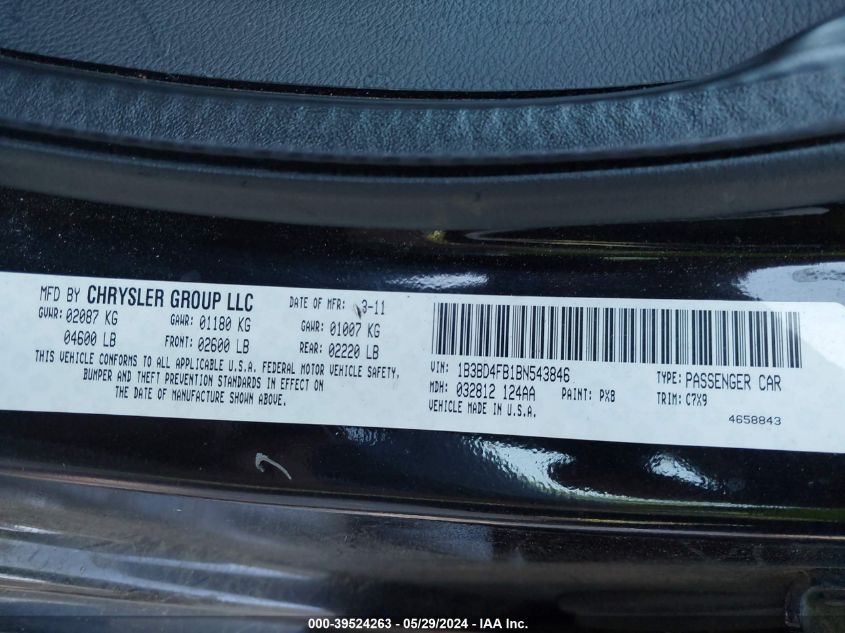 MFD BY CHRYSLER GROUP LLC DATE OF MFR: 3-11
GVWR: 02087 KG GAWR: 01180 KG GAWR: 01007 KG
04600 LB FRONT: 02600 LB REAR: 02220 LB
THIS VEHICLE CONFORMS TO ALL APPLICABLE U.S.A. FEDERAL MOTOR VEHICLE SAFETY,
BUMPER AND THEFT PREVENTION STANDARDS IN EFFECT ON
THE DATE OF MANUFACTURE SHOWN ABOVE.
VIN: 1B3BD4FB1BN543846 TYPE: PASSENGER CAR
MDH: 032812 124AA PAINT: PX8 TRIM: C7X9
VEHICLE MADE IN U.S.A. 4658843
000-39524263 - 05/29/2024 - IAA Inc.